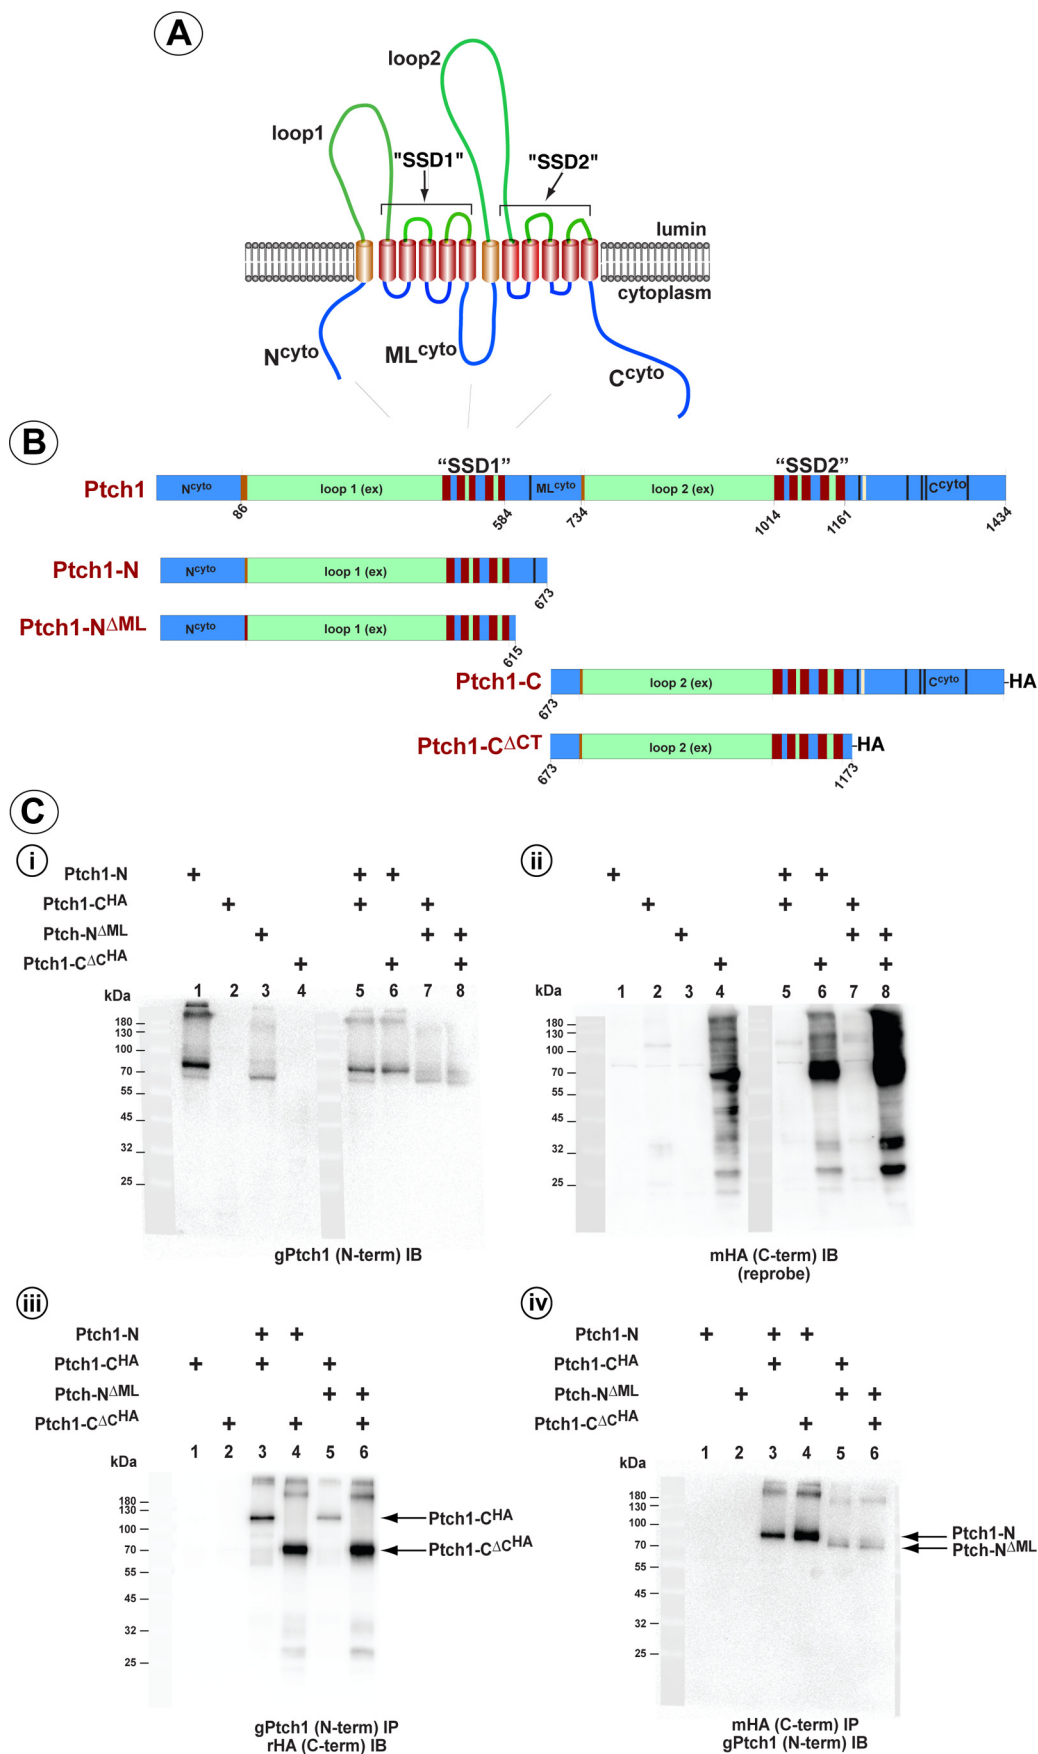 A
loop2
loop1
"SSD1"
"SSD2"
lumin
cytoplasm
Ncyto
MLcyto
Ccyto
B
“SSD1”
“SSD2”
Ptch1
Ncyto
loop 1 (ex)
MLcyto
loop 2 (ex)
Ccyto
86
584
734
1014
1161
1434
Ptch1-N
Ncyto
loop 1 (ex)
673
Ptch1-NΔML
Ncyto
loop 1 (ex)
615
Ptch1-C
loop 2 (ex)
Ccyto
-HA
673
Ptch1-CΔCT
loop 2 (ex)
-HA
673
1173
C
i
Ptch1-N + + +
Ptch1-CHA + + +
Ptch-NΔML + + +
Ptch1-CΔCHA + + +
kDa
1 2 3 4 5 6 7 8
180
130
100
70
55
45
32
25
gPtch1 (N-term) IB
ii
+ + +
+ + +
+ + +
+ + +
kDa
1 2 3 4 5 6 7 8
180
130
100
70
55
45
32
25
mHA (C-term) IB
(reprobe)
iii
Ptch1-N + +
Ptch1-CHA + + +
Ptch-NΔML + +
Ptch1-CΔCHA + + +
1 2 3 4 5 6
kDa
180
130
100
70
55
45
32
25
Ptch1-CHA
Ptch1-CΔCHA
gPtch1 (N-term) IP
rHA (C-term) IB
iv
Ptch1-N + + +
Ptch1-CHA + +
Ptch-NΔML + + +
Ptch1-CΔCHA + +
1 2 3 4 5 6
kDa
180
130
100
70
55
45
32
25
Ptch1-N
Ptch-NΔML
mHA (C-term) IP
gPtch1 (N-term) IB